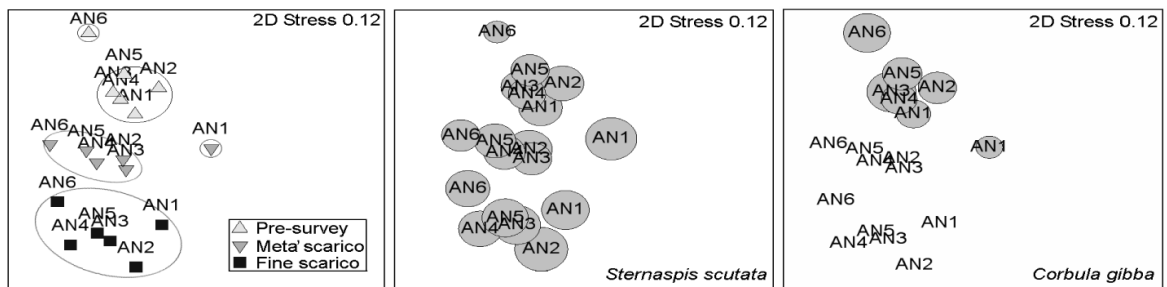 2D Stress 0.12
AN6
AN5
AN3 AN2
AN4
AN1
AN6 AN5 AN2 AN1
AN4 AN3
AN6
AN5 AN1
AN4 AN3
AN2
Pre-survey
Meta' scarico
Fine scarico
2D Stress 0.12
AN6
AN5
AN3 AN2
AN4
AN1
AN6 AN5 AN2 AN1
AN4 AN3
AN6
AN5 AN1
AN4 AN3
AN2
Sternaspis scutata
2D Stress 0.12
AN6
AN5
AN3 AN2
AN4
AN1
AN6 AN5 AN2 AN1
AN4 AN3
AN6
AN5 AN1
AN4 AN3
AN2
Corbula gibba